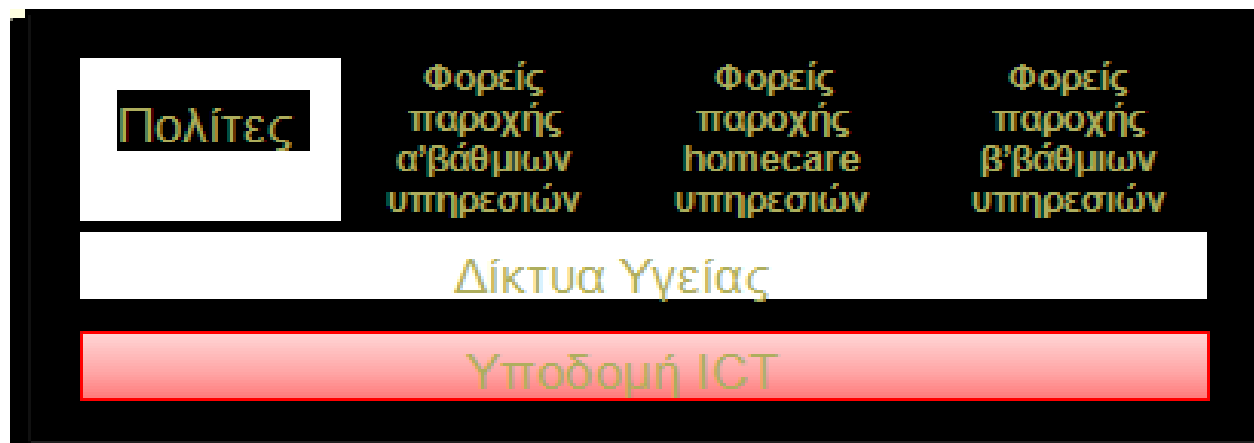 Πολίτες
Φορείς
παροχής
α'βάθμιων
υπηρεσιών
Φορείς
παροχής
homecare
υπηρεσιών
Φορείς
παροχής
β'βάθμιων
υπηρεσιών
Δίκτυα Υγείας
Υποδομή ICT